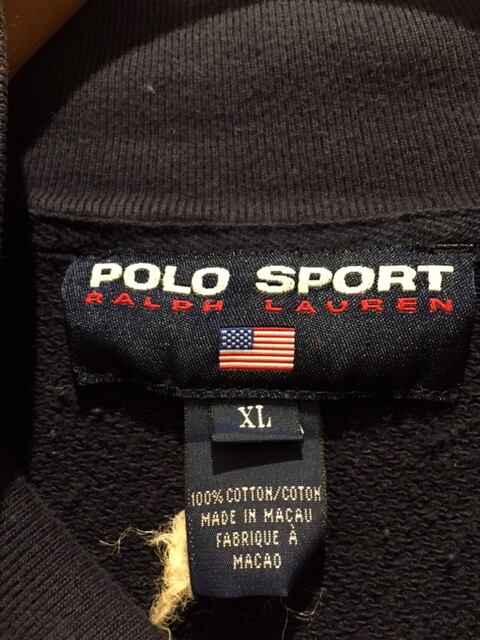 POLO SPORT
RALPH LAUREN
XL
100% COTTON/COTON
MADE IN MACAU
FABRIQUE À
MACAO